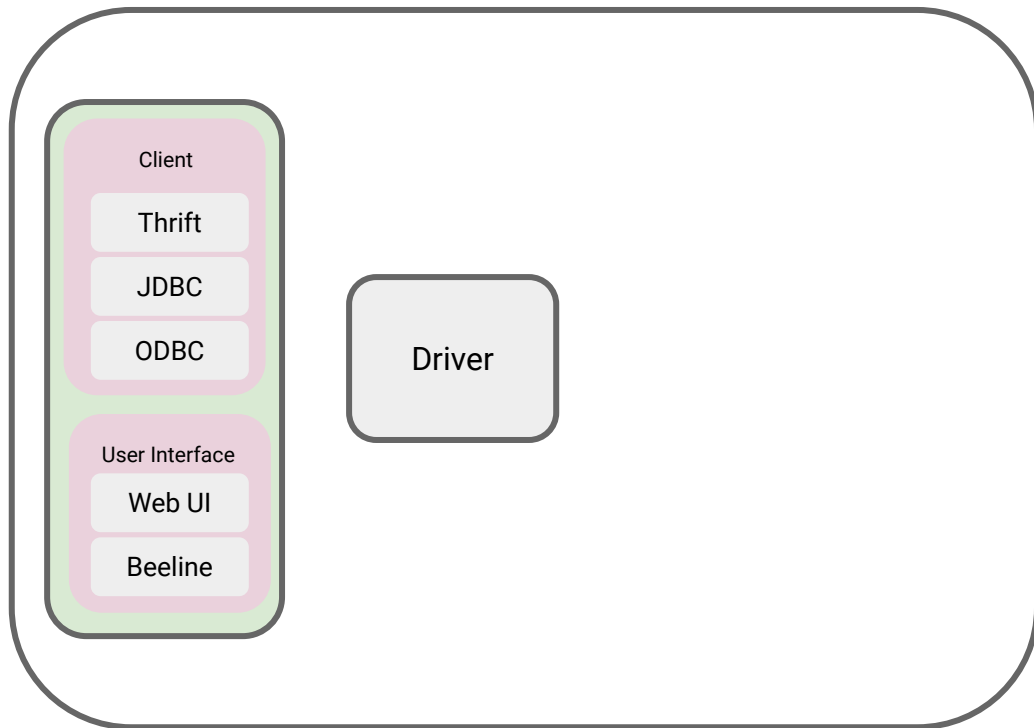 Client
Thrift
JDBC
ODBC
User Interface
Web UI
Beeline
Driver